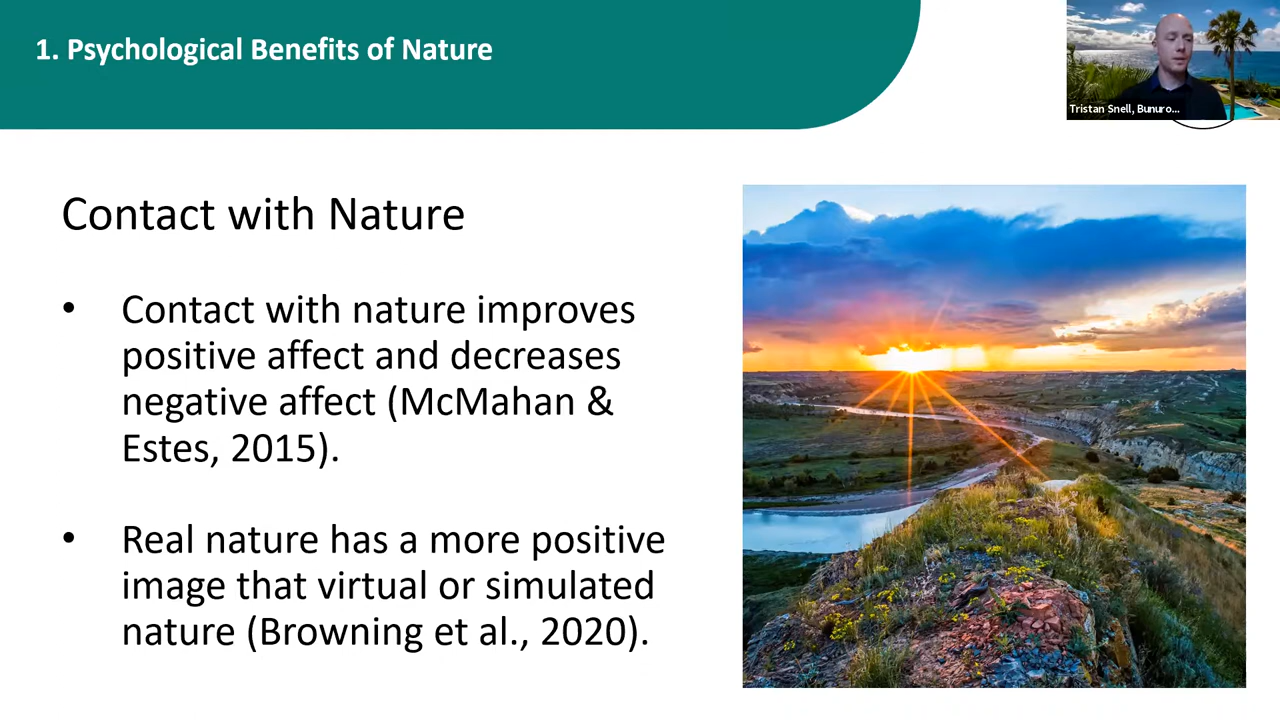 1. Psychological Benefits of Nature
Tristan Snell, Bunuro...
Contact with Nature
• Contact with nature improves
positive affect and decreases
negative affect (McMahan &
Estes, 2015).
• Real nature has a more positive
image that virtual or simulated
nature (Browning et al., 2020).